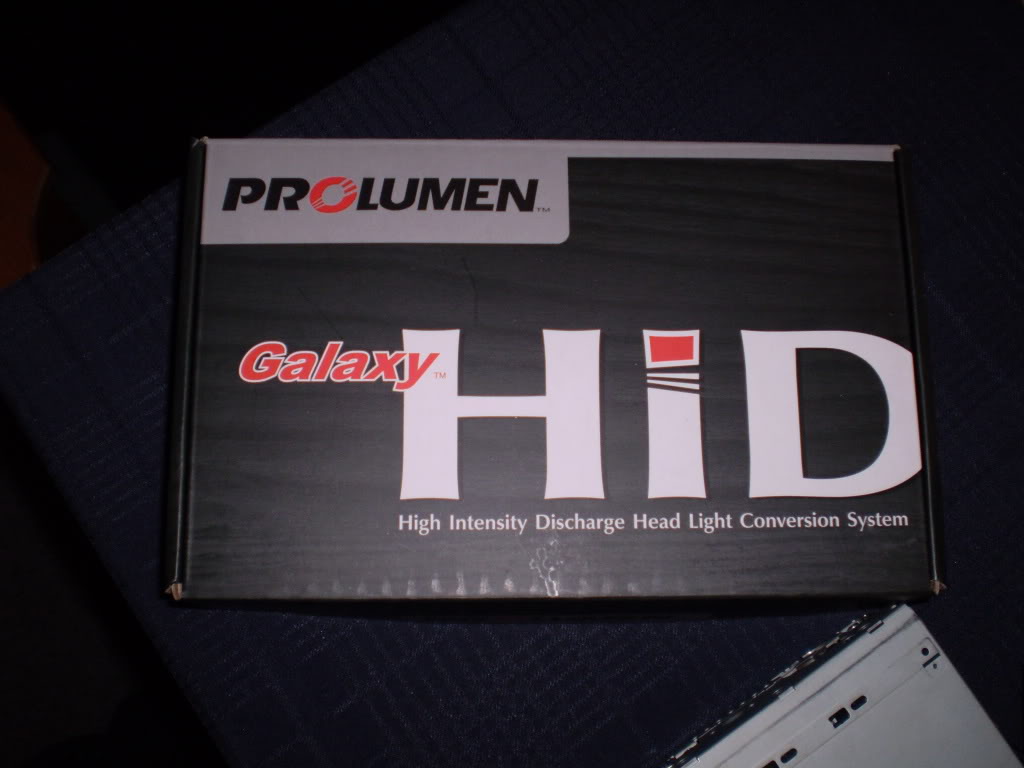 PROLUMEN™
Galaxy™ HiD
High Intensity Discharge Head Light Conversion System